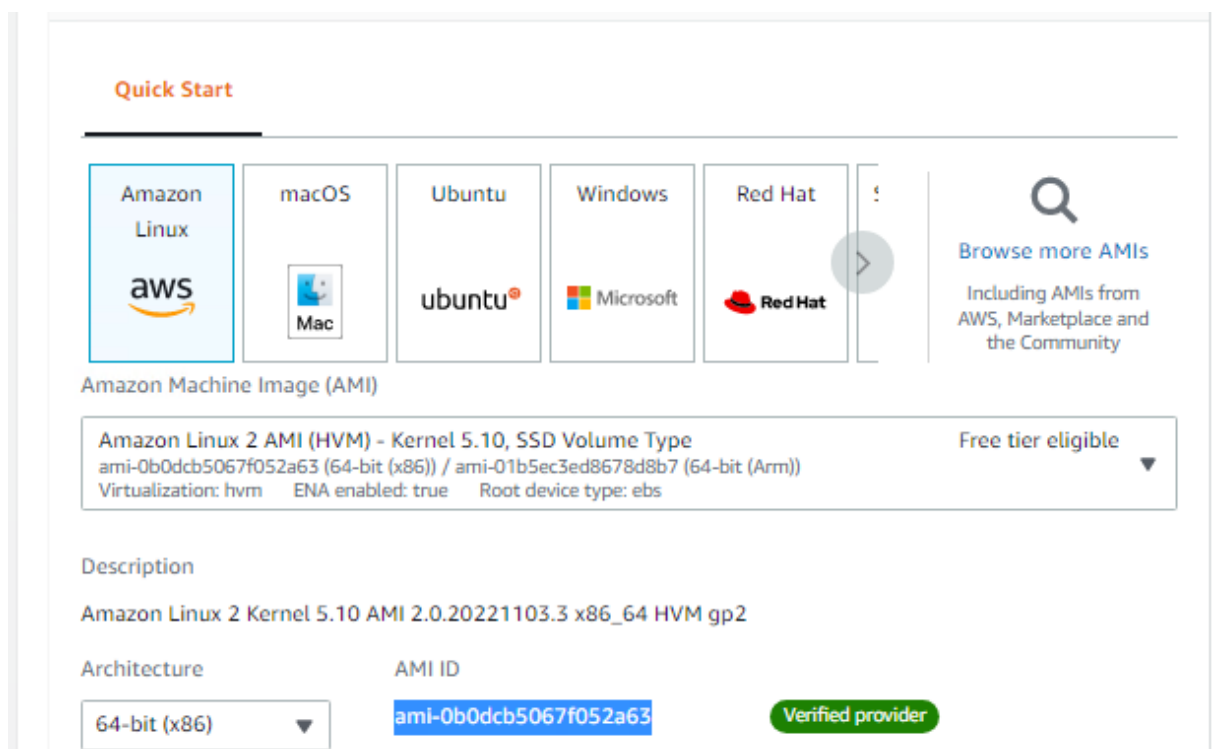 Quick Start
Amazon
Linux
aws
macOS
Mac
Ubuntu
ubuntu
Windows
Microsoft
Red Hat
Red Hat
Browse more AMIs
Including AMIs from
AWS, Marketplace and
the Community
Amazon Machine Image (AMI)
Amazon Linux 2 AMI (HVM) - Kernel 5.10, SSD Volume Type
Free tier eligible
ami-0b0dcb5067f052a63 (64-bit (x86)) / ami-01b5ec3ed8678d8b7 (64-bit (Arm))
Virtualization: hvm ENA enabled: true Root device type: ebs
Description
Amazon Linux 2 Kernel 5.10 AMI 2.0.20221103.3 x86_64 HVM gp2
Architecture
AMI ID
64-bit (x86)
ami-0b0dcb5067f052a63
Verified provider